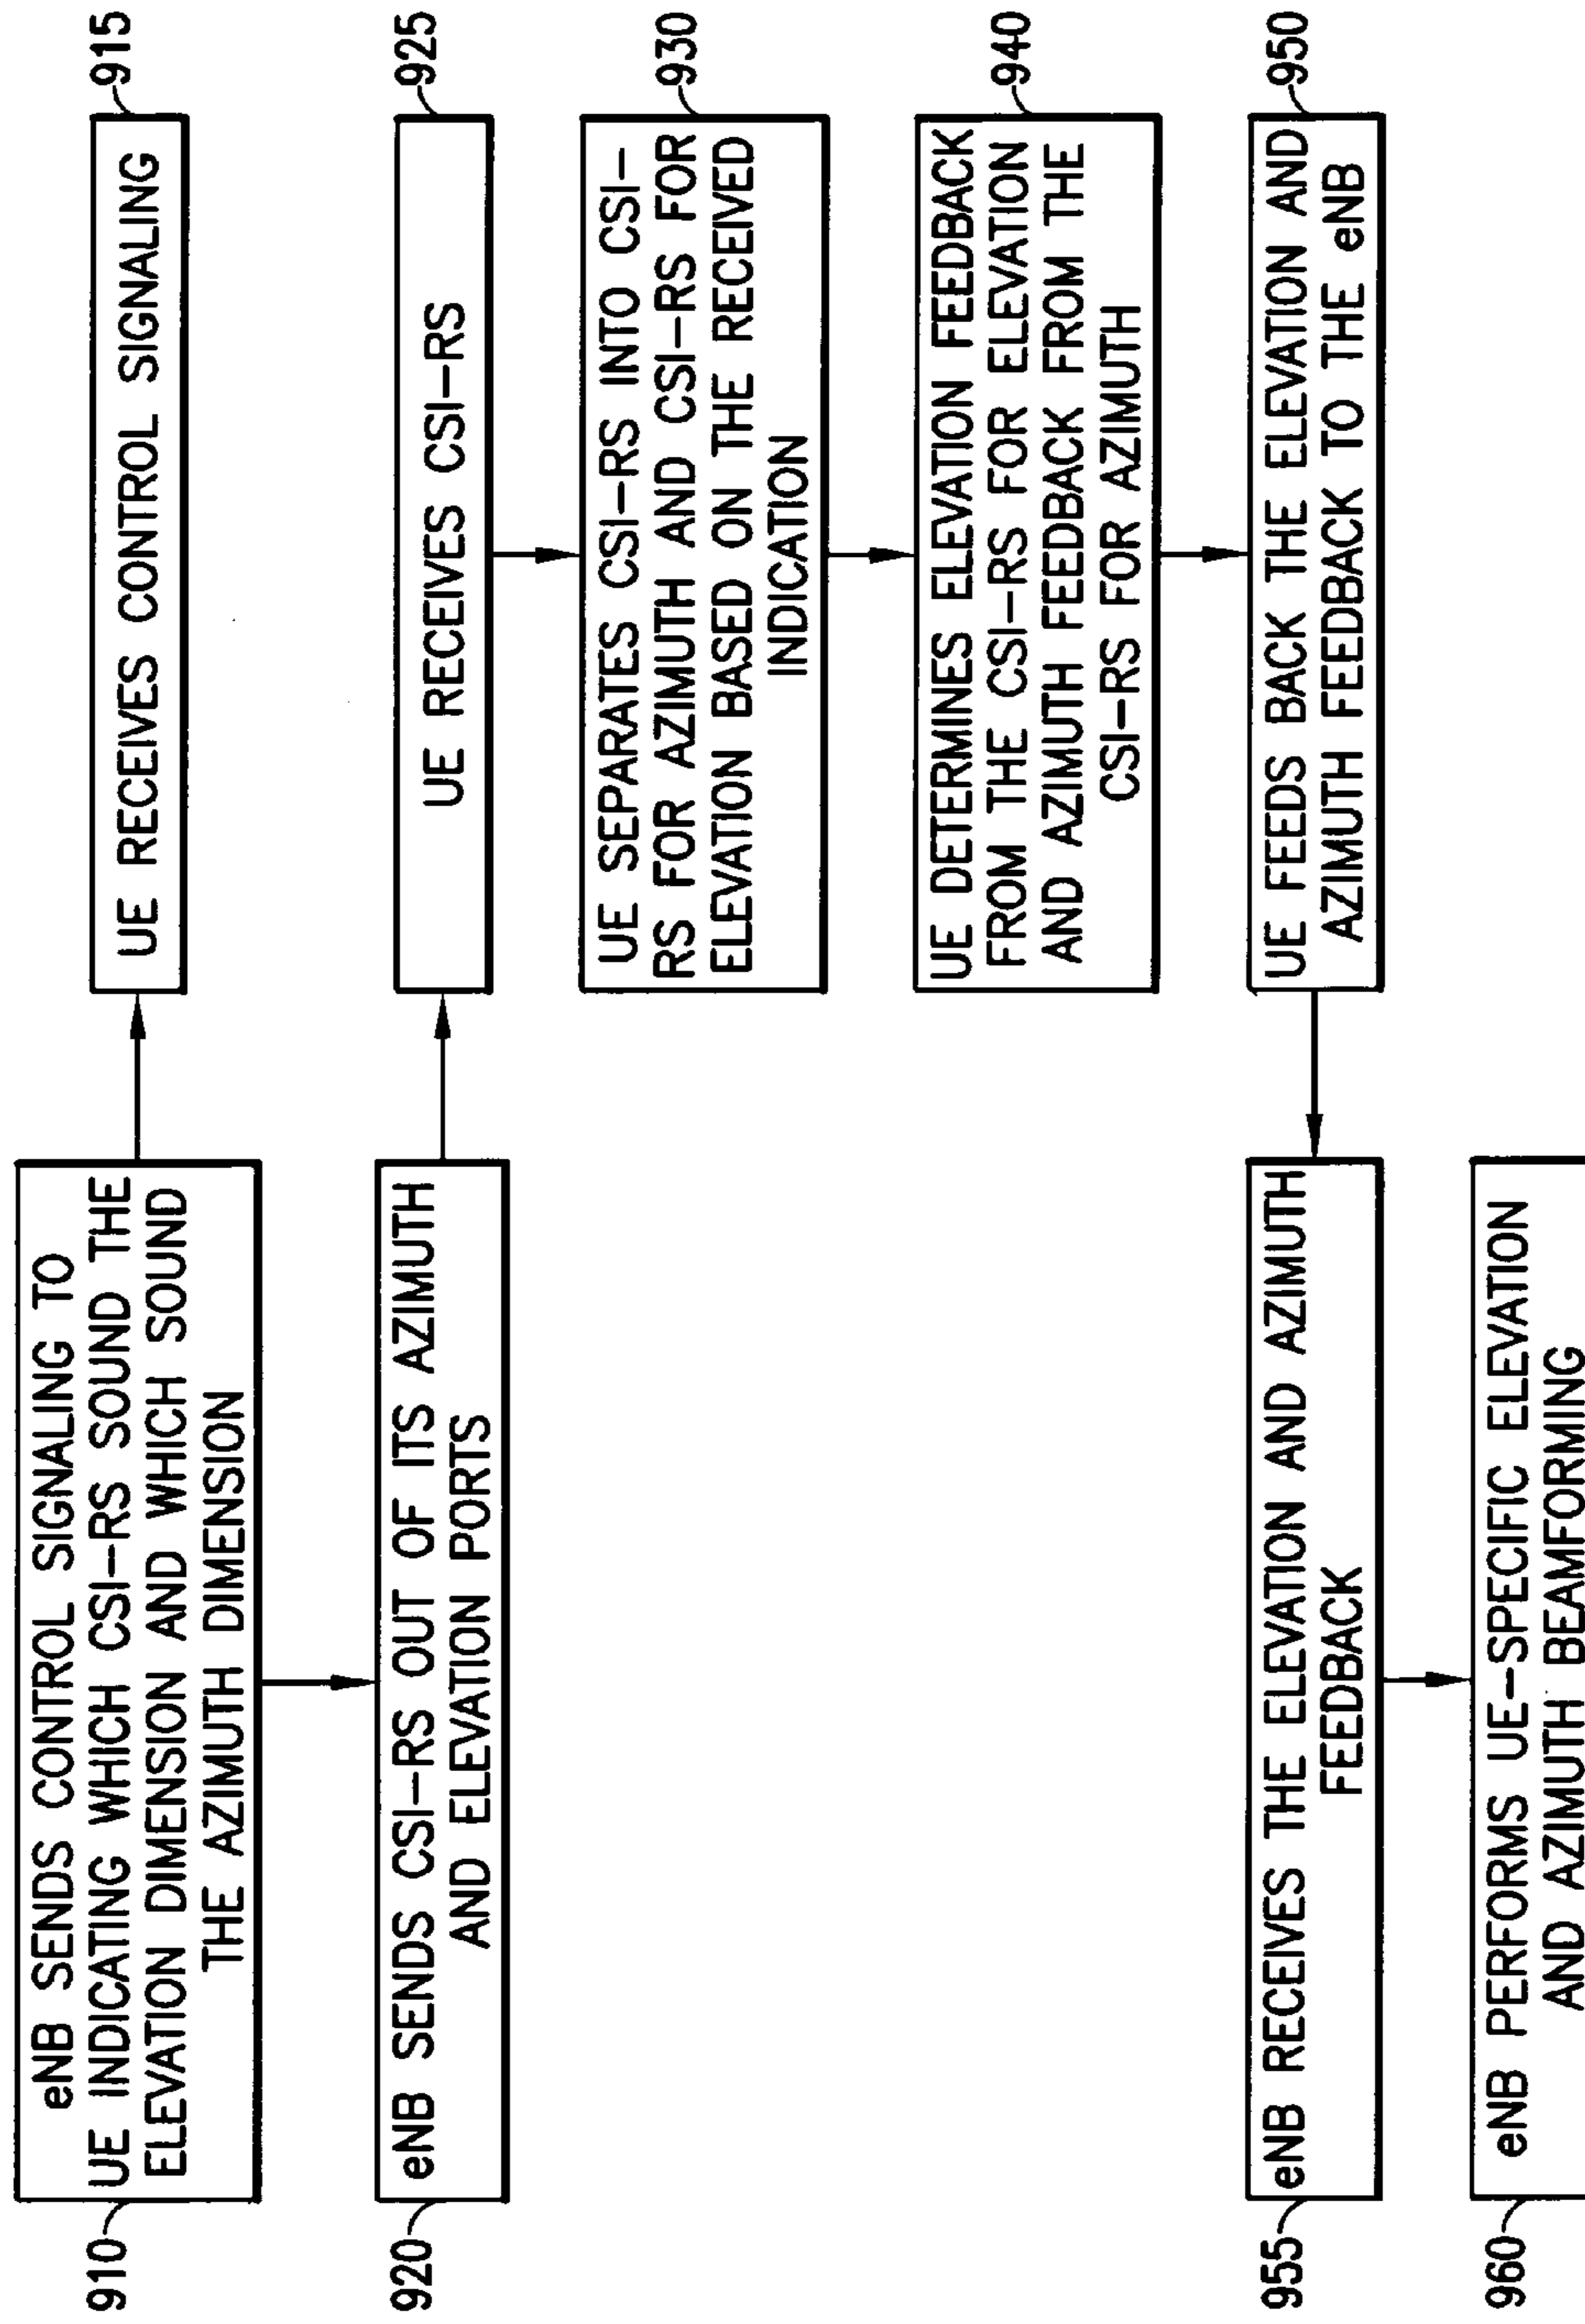 910
eNB SENDS CONTROL SIGNALING TO
UE INDICATING WHICH CSI-RS SOUND THE
ELEVATION DIMENSION AND WHICH SOUND
THE AZIMUTH DIMENSION
UE RECEIVES CONTROL SIGNALING
915
920
eNB SENDS CSI-RS OUT OF ITS AZIMUTH
AND ELEVATION PORTS
UE RECEIVES CSI-RS
925
UE SEPARATES CSI-RS INTO CSI-
RS FOR AZIMUTH AND CSI-RS FOR
ELEVATION BASED ON THE RECEIVED
INDICATION
930
UE DETERMINES ELEVATION FEEDBACK
FROM THE CSI-RS FOR ELEVATION
AND AZIMUTH FEEDBACK FROM THE
CSI-RS FOR AZIMUTH
940
UE FEEDS BACK THE ELEVATION AND
AZIMUTH FEEDBACK TO THE eNB
950
955
eNB RECEIVES THE ELEVATION AND AZIMUTH
FEEDBACK
960
eNB PERFORMS UE-SPECIFIC ELEVATION
AND AZIMUTH BEAMFORMING